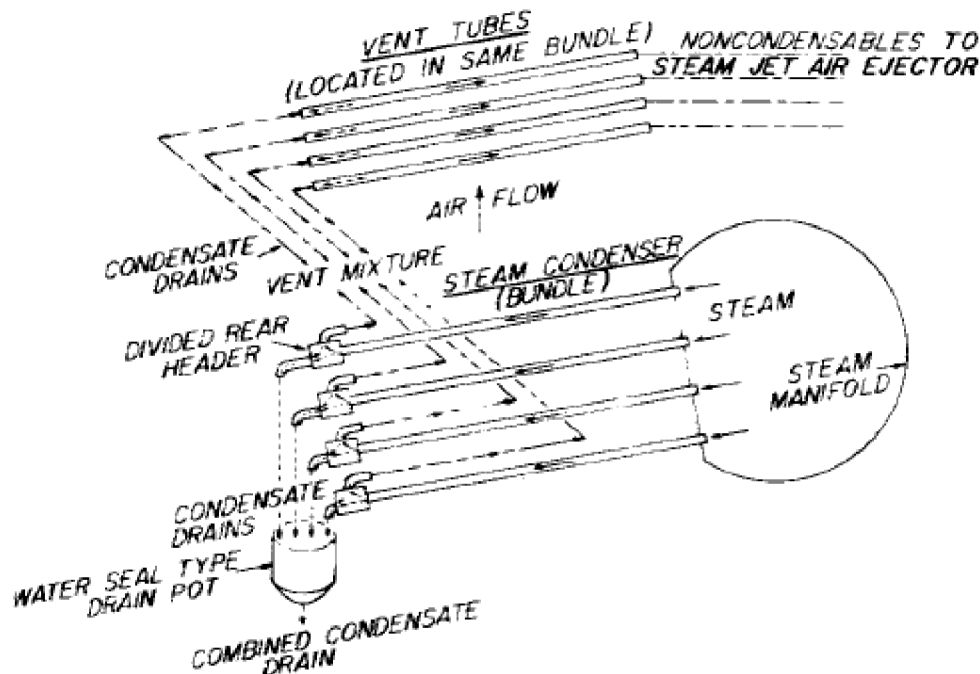 VENT TUBES
(LOCATED IN SAME BUNDLE)
NONCONDENSABLES TO
STEAM JET AIR EJECTOR
AIR FLOW
CONDENSATE
DRAINS
VENT MIXTURE
STEAM CONDENSER
(BUNDLE)
DIVIDED REAR
HEADER
STEAM
STEAM
MANIFOLD
CONDENSATE
DRAINS
WATER SEAL TYPE
DRAIN POT
COMBINED CONDENSATE
DRAIN